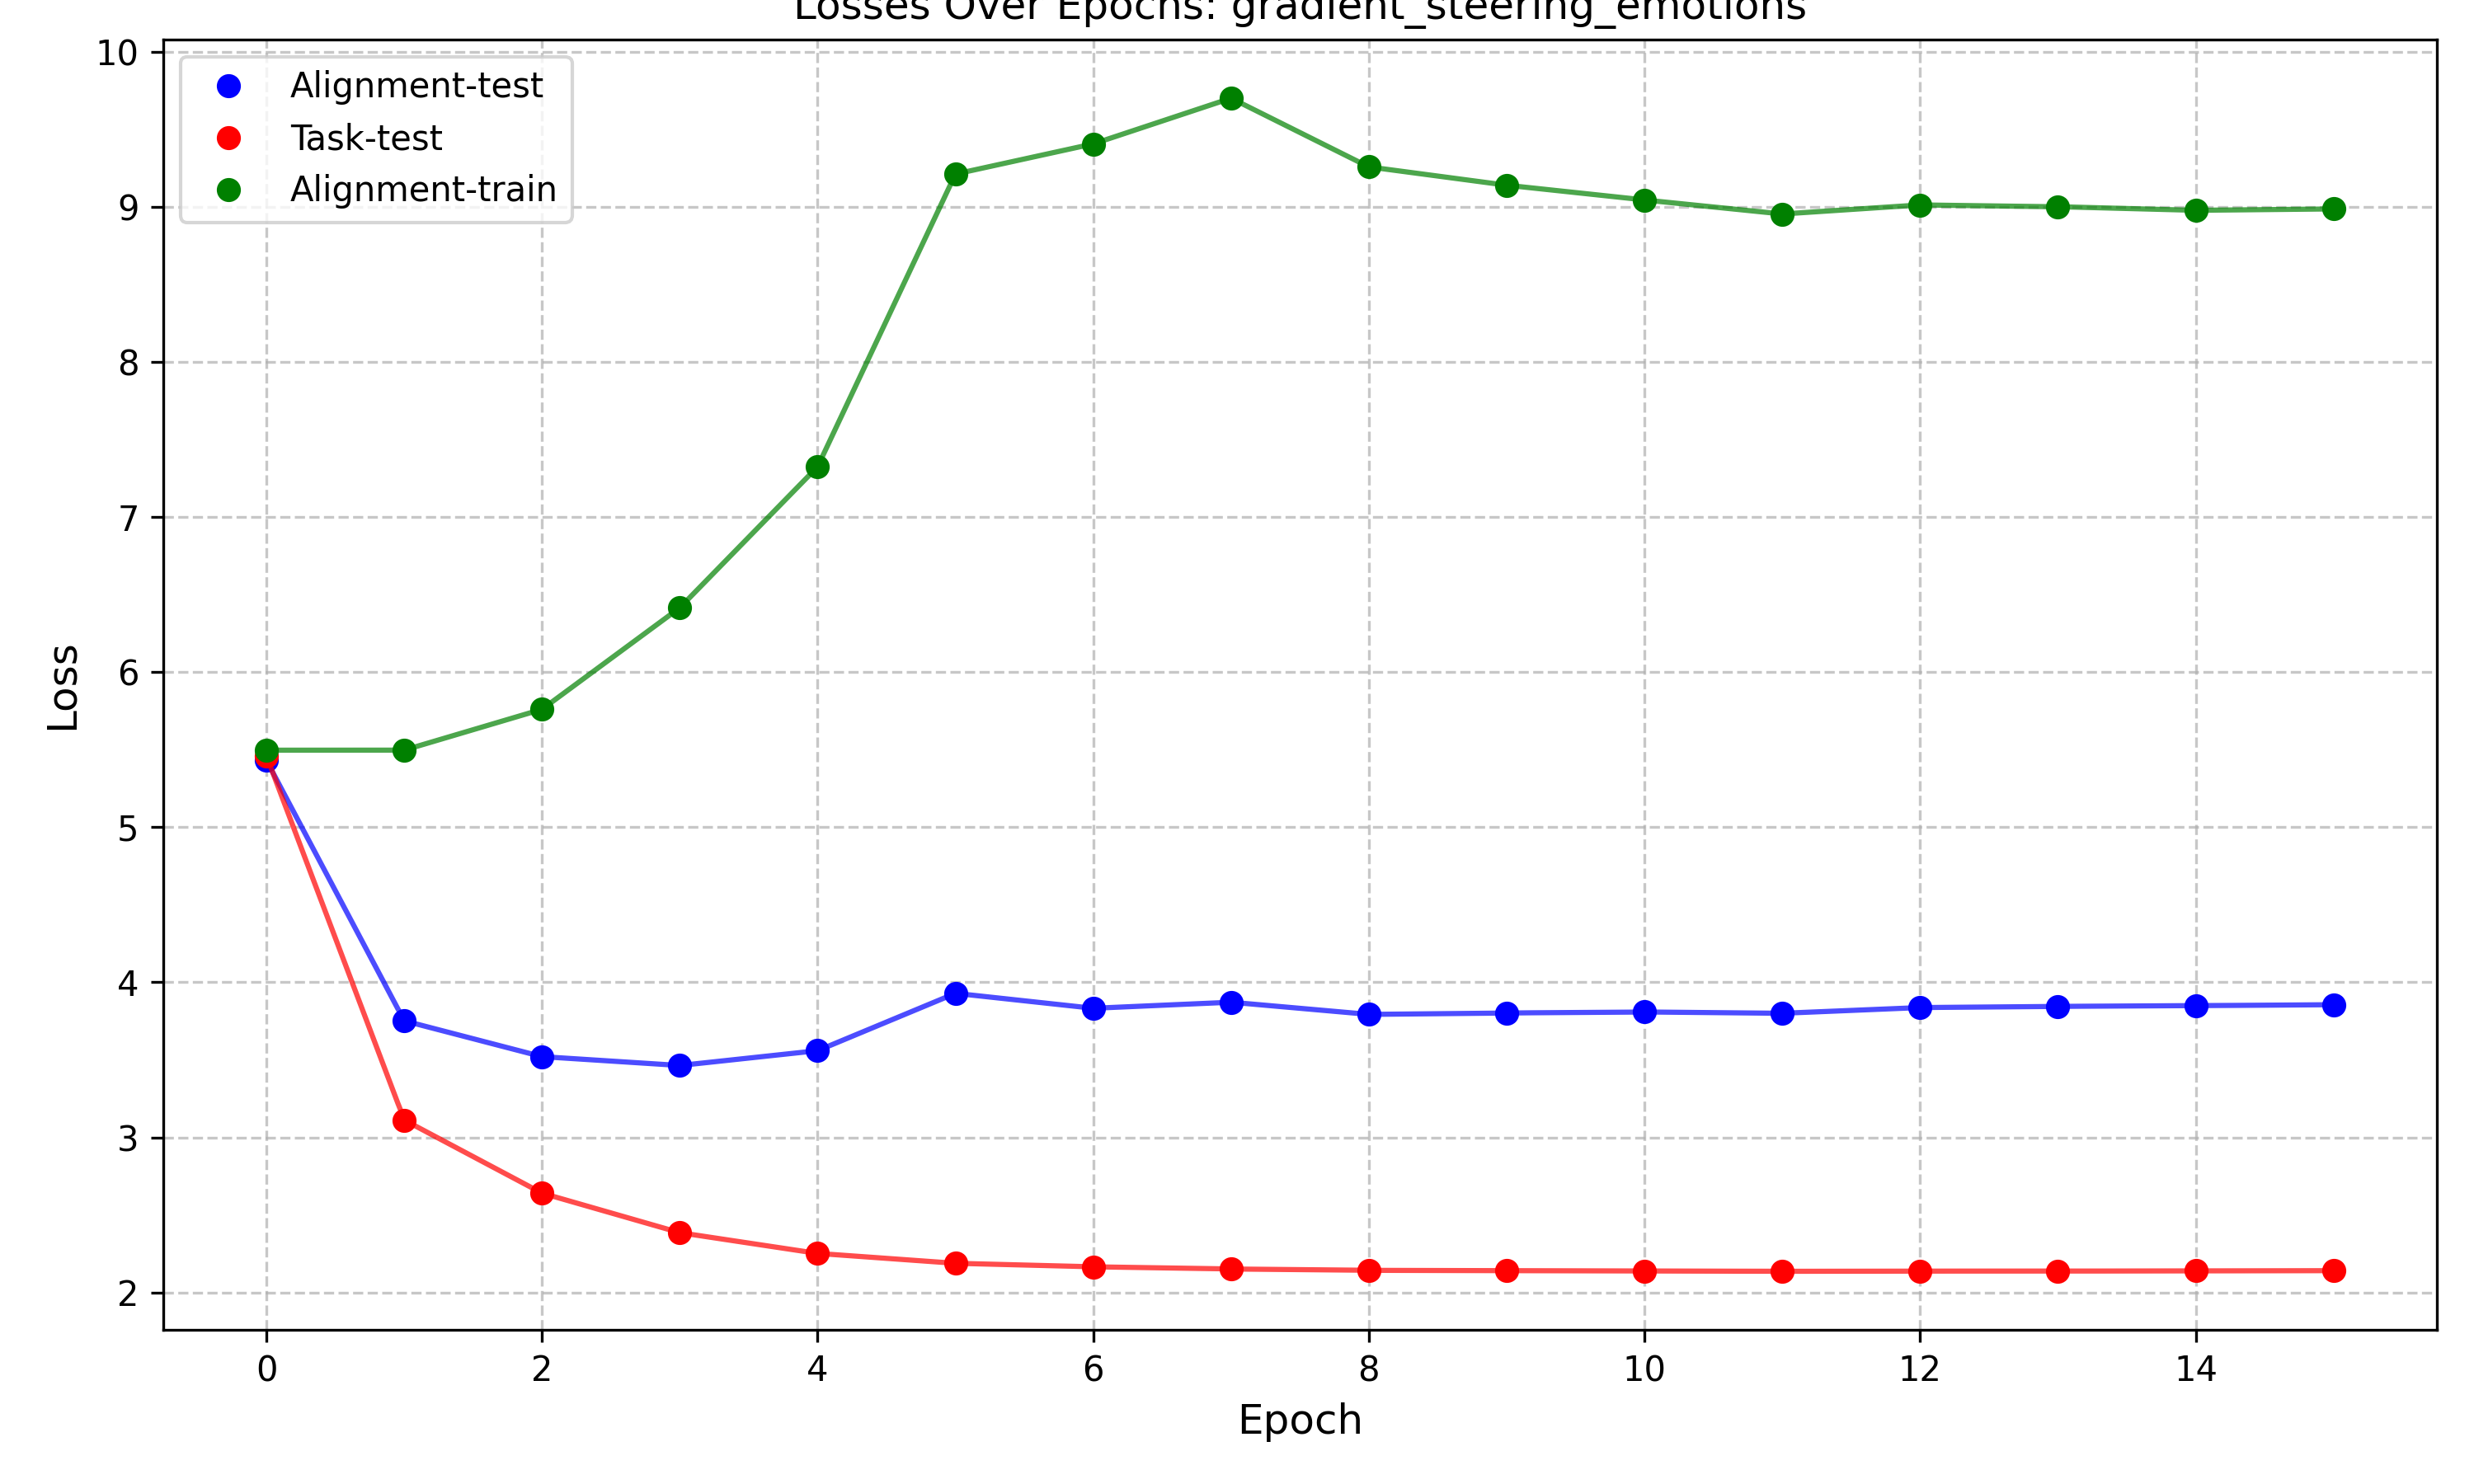 Losses Over Epochs: gradient_steering_emotions
Alignment-test
Task-test
Alignment-train
10
9
8
7
6
5
4
3
2
Loss
0 2 4 6 8 10 12 14
Epoch